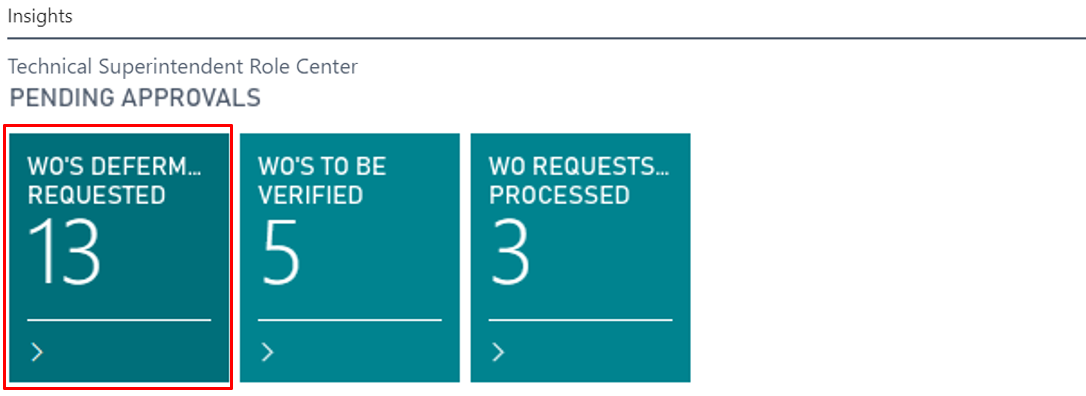 Insights
Technical Superintendent Role Center
PENDING APPROVALS
WO'S DEFERM...
REQUESTED
13
WO'S TO BE
VERIFIED
5
WO REQUESTS...
PROCESSED
3